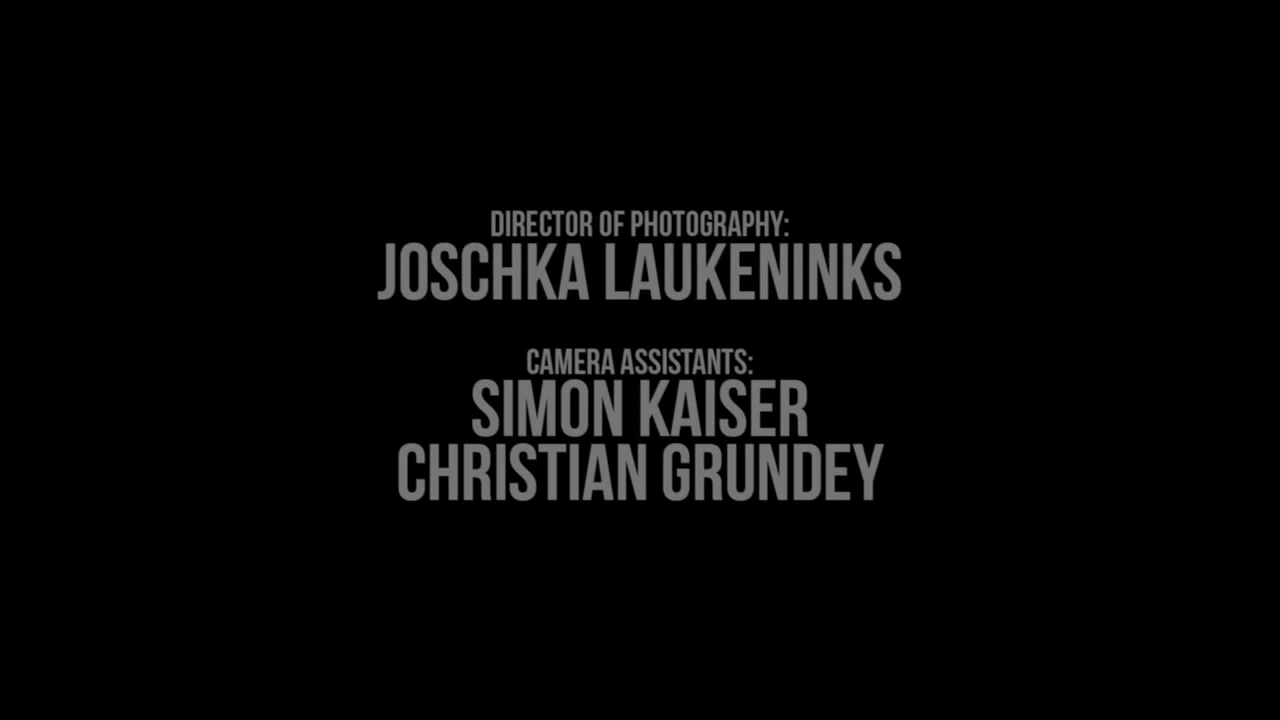 DIRECTOR OF PHOTOGRAPHY:
JOSCHKA LAUKENINKS
CAMERA ASSISTANTS:
SIMON KAISER
CHRISTIAN GRUNDEY